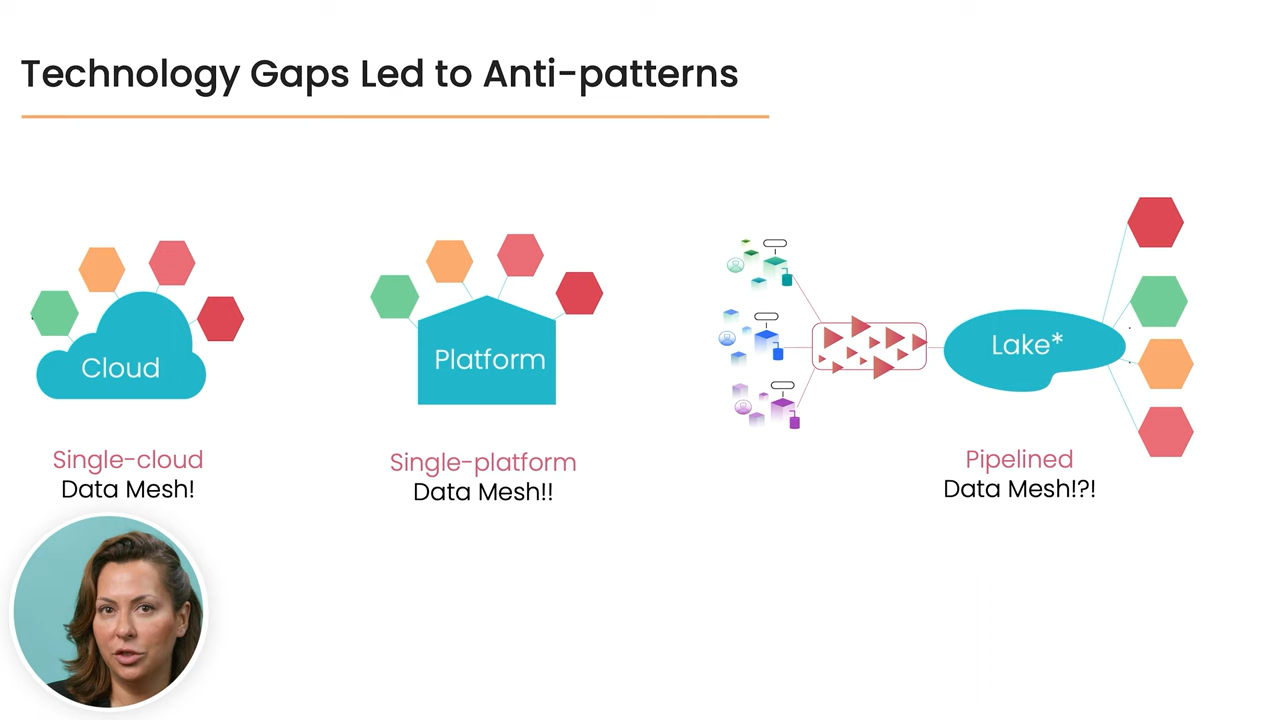 Technology Gaps Led to Anti-patterns
Cloud
Single-cloud
Data Mesh!
Platform
Single-platform
Data Mesh!!
Lake*
Pipelined
Data Mesh!?!